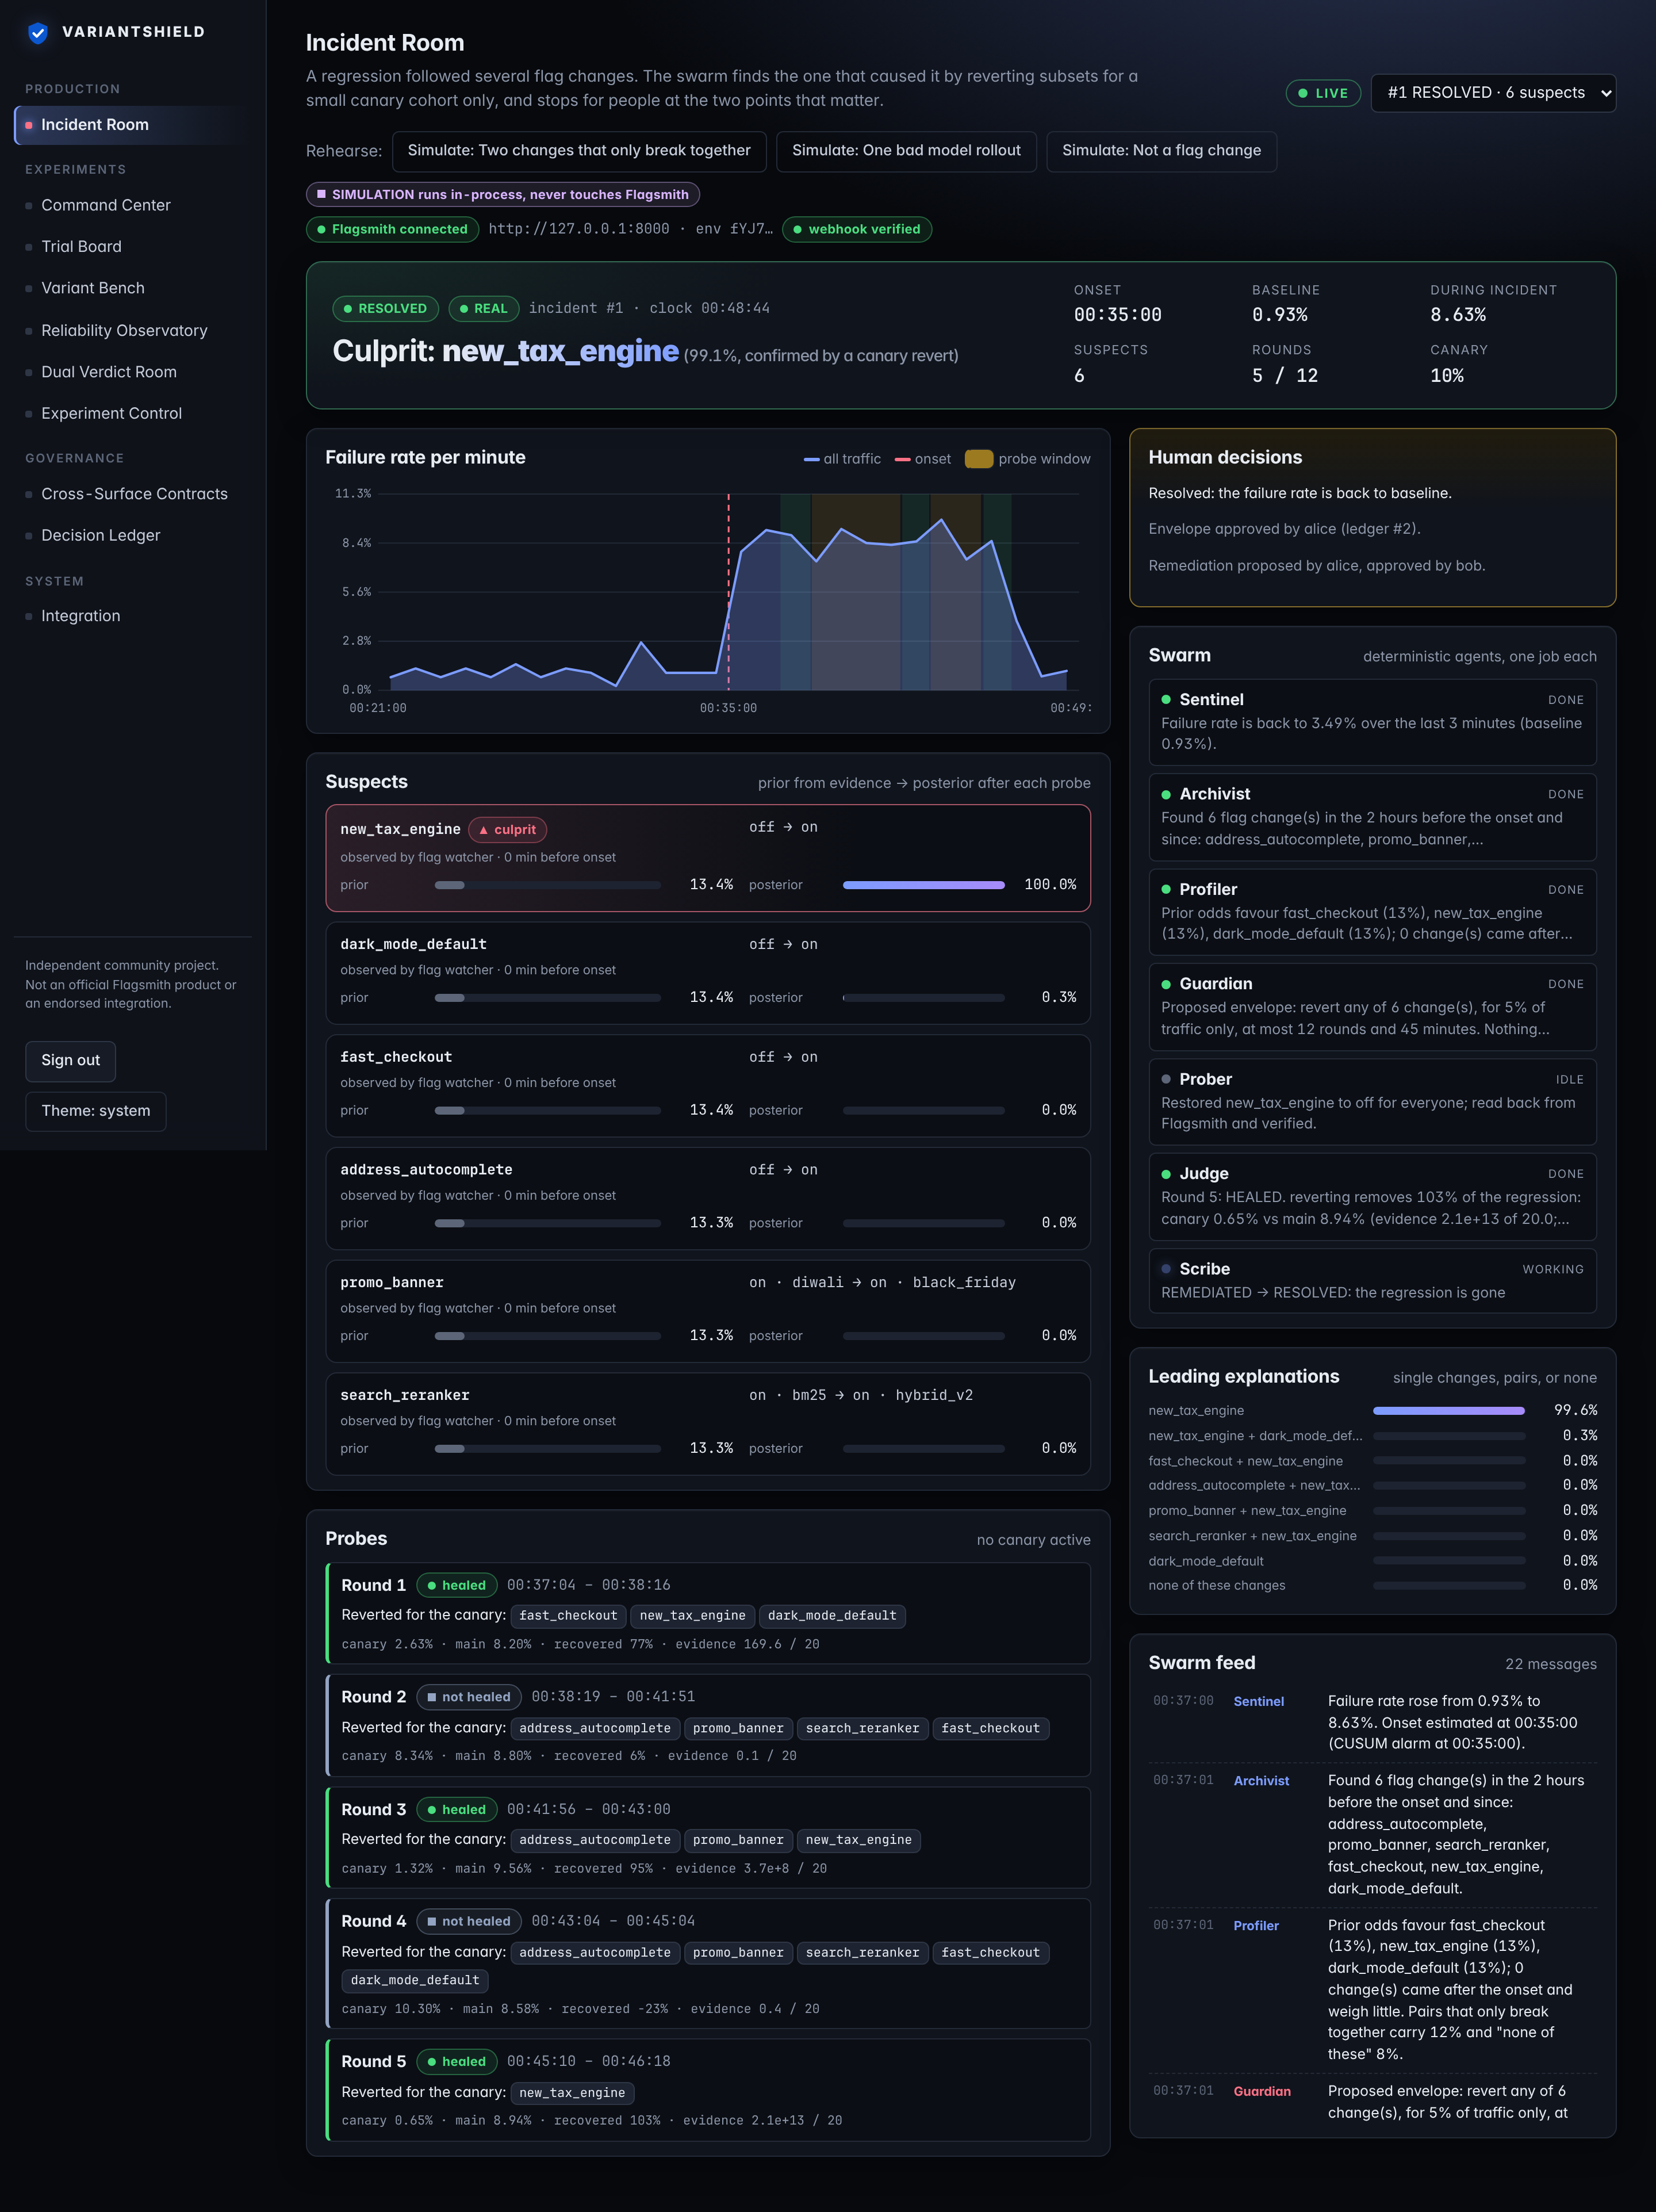 VARIANTSHIELD
PRODUCTION
Incident Room
EXPERIMENTS
Command Center
Trial Board
Variant Bench
Reliability Observatory
Dual Verdict Room
Experiment Control
GOVERNANCE
Cross-Surface Contracts
Decision Ledger
SYSTEM
Integration
Independent community project.
Not an official Flagsmith product or
an endorsed integration.
Sign out
Theme: system
Incident Room
A regression followed several flag changes. The swarm finds the one that caused it by reverting subsets for a
small canary cohort only, and stops for people at the two points that matter.
LIVE
#1 RESOLVED · 6 suspects
Rehearse: Simulate: Two changes that only break together Simulate: One bad model rollout Simulate: Not a flag change
SIMULATION runs in-process, never touches Flagsmith
Flagsmith connected http://127.0.0.1:8000 · env fYJ7… webhook verified
RESOLVED REAL incident #1 · clock 00:48:44
Culprit: new_tax_engine (99.1%, confirmed by a canary revert)
ONSET BASELINE DURING INCIDENT
00:35:00 0.93% 8.63%
SUSPECTS ROUNDS CANARY
6 5 / 12 10%
Failure rate per minute
all traffic onset probe window
11.3%
8.4%
5.6%
2.8%
0.0%
00:21:00 00:35:00 00:49:
Suspects
prior from evidence → posterior after each probe
new_tax_engine ▲ culprit off → on
observed by flag watcher · 0 min before onset
prior 13.4% posterior 100.0%
dark_mode_default off → on
observed by flag watcher · 0 min before onset
prior 13.4% posterior 0.3%
fast_checkout off → on
observed by flag watcher · 0 min before onset
prior 13.4% posterior 0.0%
address_autocomplete off → on
observed by flag watcher · 0 min before onset
prior 13.3% posterior 0.0%
promo_banner on · diwali → on · black_friday
observed by flag watcher · 0 min before onset
prior 13.3% posterior 0.0%
search_reranker on · bm25 → on · hybrid_v2
observed by flag watcher · 0 min before onset
prior 13.3% posterior 0.0%
Probes
no canary active
Round 1 healed 00:37:04 – 00:38:16
Reverted for the canary: fast_checkout new_tax_engine dark_mode_default
canary 2.63% · main 8.20% · recovered 77% · evidence 169.6 / 20
Round 2 not healed 00:38:19 – 00:41:51
Reverted for the canary: address_autocomplete promo_banner search_reranker fast_checkout
canary 8.34% · main 8.80% · recovered 6% · evidence 0.1 / 20
Round 3 healed 00:41:56 – 00:43:00
Reverted for the canary: address_autocomplete promo_banner new_tax_engine
canary 1.32% · main 9.56% · recovered 95% · evidence 3.7e+8 / 20
Round 4 not healed 00:43:04 – 00:45:04
Reverted for the canary: address_autocomplete promo_banner search_reranker fast_checkout
dark_mode_default
canary 10.30% · main 8.58% · recovered -23% · evidence 0.4 / 20
Round 5 healed 00:45:10 – 00:46:18
Reverted for the canary: new_tax_engine
canary 0.65% · main 8.94% · recovered 103% · evidence 2.1e+13 / 20
Human decisions
Resolved: the failure rate is back to baseline.
Envelope approved by alice (ledger #2).
Remediation proposed by alice, approved by bob.
Swarm
deterministic agents, one job each
Sentinel DONE
Failure rate is back to 3.49% over the last 3 minutes (baseline
0.93%).
Archivist DONE
Found 6 flag change(s) in the 2 hours before the onset and
since: address_autocomplete, promo_banner,…
Profiler DONE
Prior odds favour fast_checkout (13%), new_tax_engine
(13%), dark_mode_default (13%); 0 change(s) came after…
Guardian DONE
Proposed envelope: revert any of 6 change(s), for 5% of
traffic only, at most 12 rounds and 45 minutes. Nothing…
Prober IDLE
Restored new_tax_engine to off for everyone; read back from
Flagsmith and verified.
Judge DONE
Round 5: HEALED. reverting removes 103% of the regression:
canary 0.65% vs main 8.94% (evidence 2.1e+13 of 20.0;…
Scribe WORKING
REMEDIATED → RESOLVED: the regression is gone
Leading explanations
single changes, pairs, or none
new_tax_engine 99.6%
new_tax_engine + dark_mode_def… 0.3%
fast_checkout + new_tax_engine 0.0%
address_autocomplete + new_tax… 0.0%
promo_banner + new_tax_engine 0.0%
search_reranker + new_tax_engine 0.0%
dark_mode_default 0.0%
none of these changes 0.0%
Swarm feed
22 messages
00:37:00 Sentinel Failure rate rose from 0.93% to
8.63%. Onset estimated at 00:35:00
(CUSUM alarm at 00:35:00).
00:37:01 Archivist Found 6 flag change(s) in the 2 hours
before the onset and since:
address_autocomplete,
promo_banner, search_reranker,
fast_checkout, new_tax_engine,
dark_mode_default.
00:37:01 Profiler Prior odds favour fast_checkout
(13%), new_tax_engine (13%),
dark_mode_default (13%); 0
change(s) came after the onset and
weigh little. Pairs that only break
together carry 12% and "none of
these" 8%.
00:37:01 Guardian Proposed envelope: revert any of 6
change(s), for 5% of traffic only, at